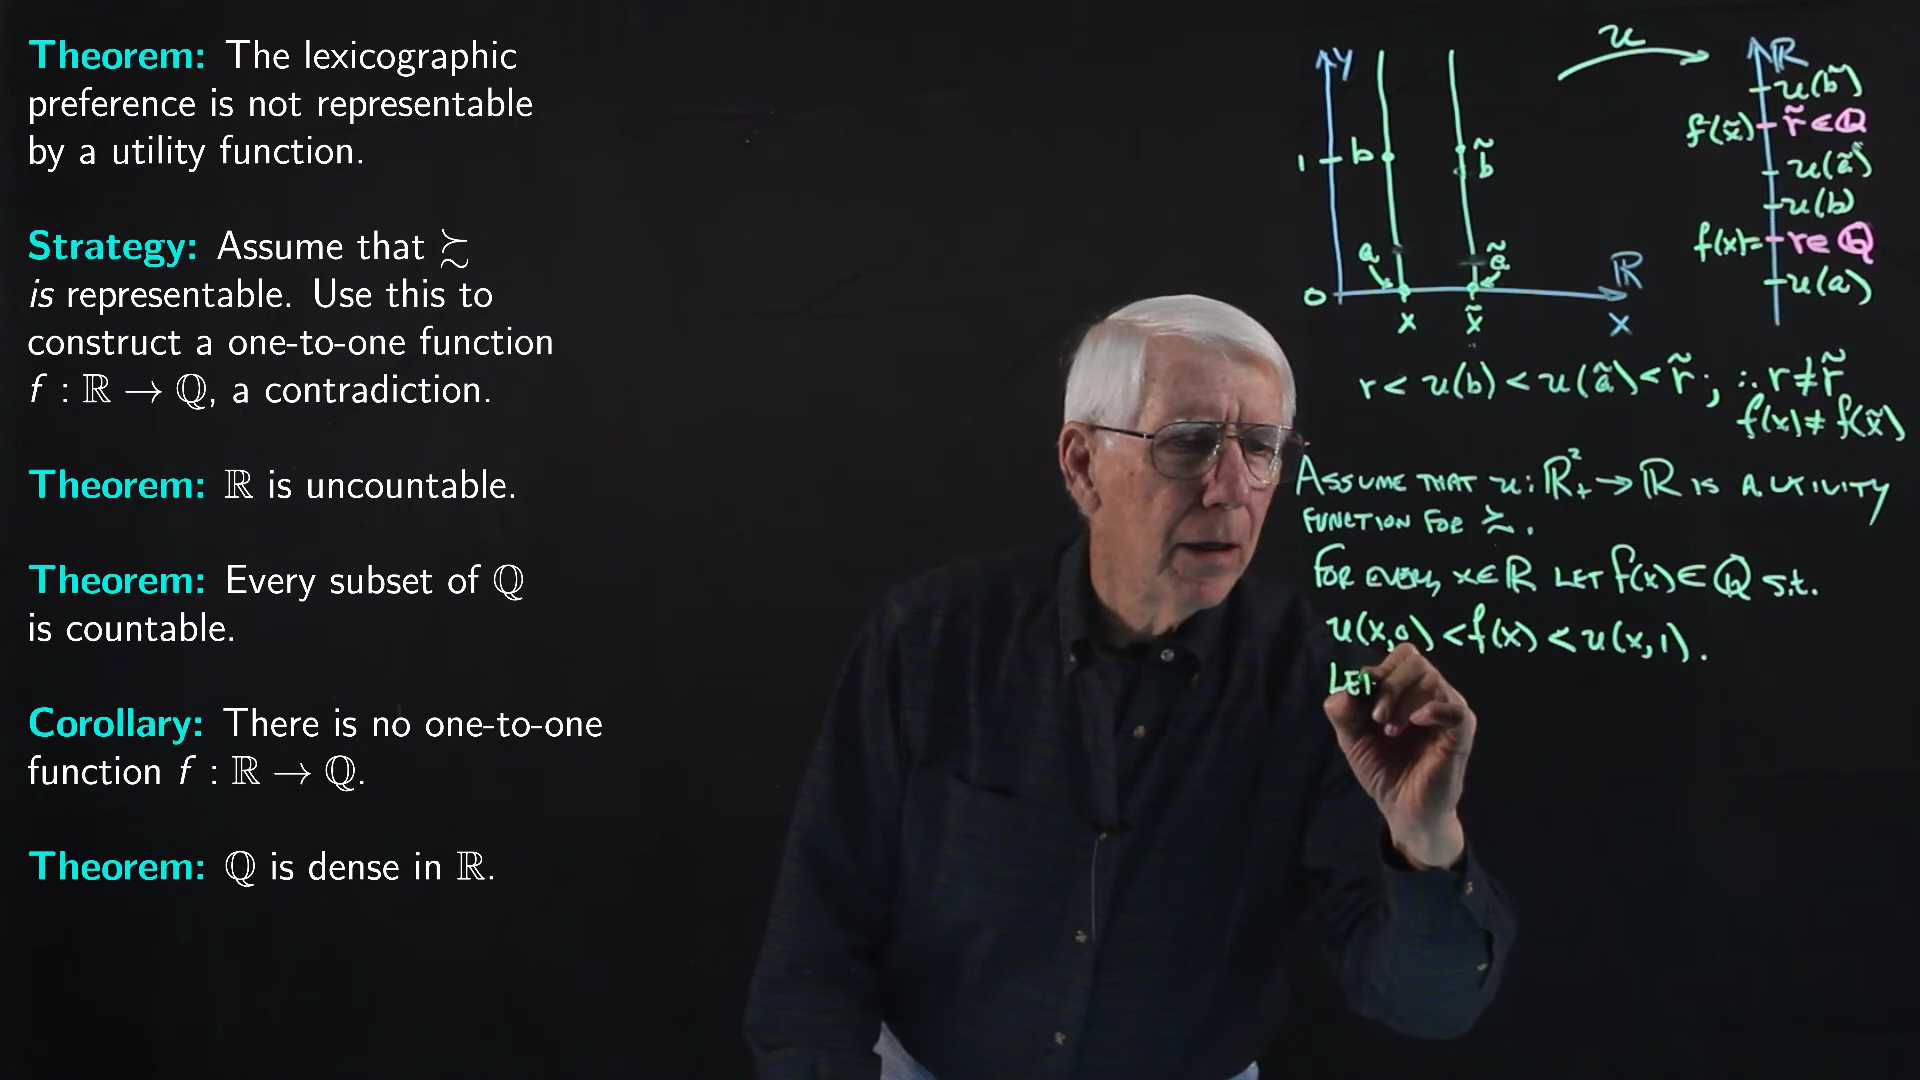 Theorem: The lexicographic
preference is not representable
by a utility function.
Strategy: Assume that ≿
is representable. Use this to
construct a one-to-one function
f : ℝ → ℚ, a contradiction.
Theorem: ℝ is uncountable.
Theorem: Every subset of ℚ
is countable.
Corollary: There is no one-to-one
function f : ℝ → ℚ.
Theorem: ℚ is dense in ℝ.
u
Y
ℝ
1
b
b̃
a
ã
0
ℝ
x
x̃
X
u(b̃)
f(x̃) r̃ ∈ ℚ
u(ã)
u(b)
f(x)= r ∈ ℚ
u(a)
r < u(b) < u(ã) < r̃ ; ∴ r ≠ r̃
f(x) ≠ f(x̃)
ASSUME THAT u: ℝ²₊ → ℝ IS A UTILITY
FUNCTION FOR ≿.
FOR EVERY x ∈ ℝ LET f(x) ∈ ℚ s.t.
u(x,0) < f(x) < u(x,1).
LET